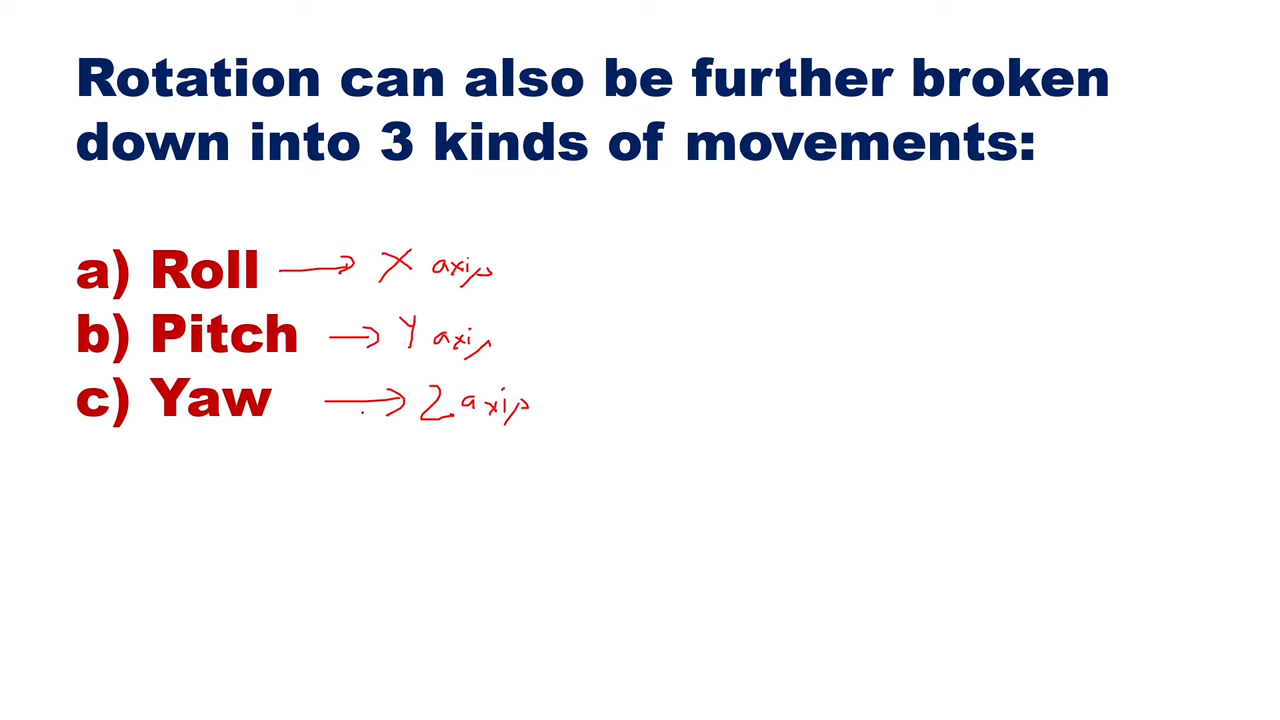 Rotation can also be further broken
down into 3 kinds of movements:
a) Roll → X axis
b) Pitch → Y axis
c) Yaw → Z axis